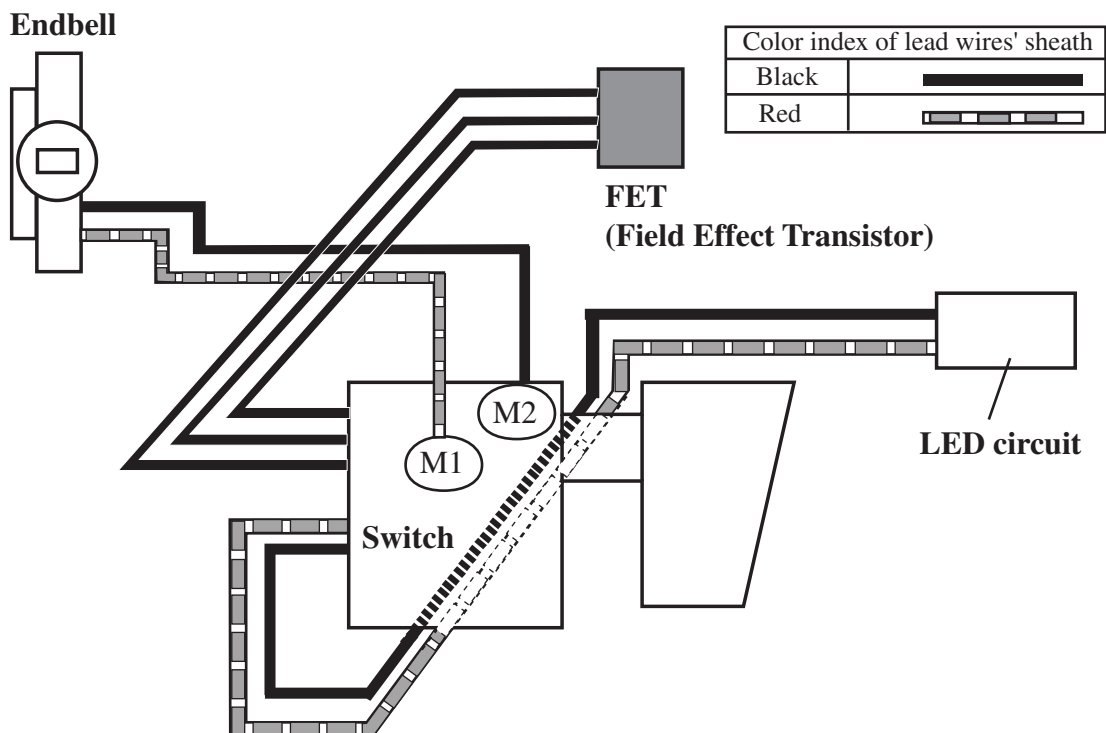 Endbell
Color index of lead wires' sheath
Black
Red
FET
(Field Effect Transistor)
M2
M1
LED circuit
Switch